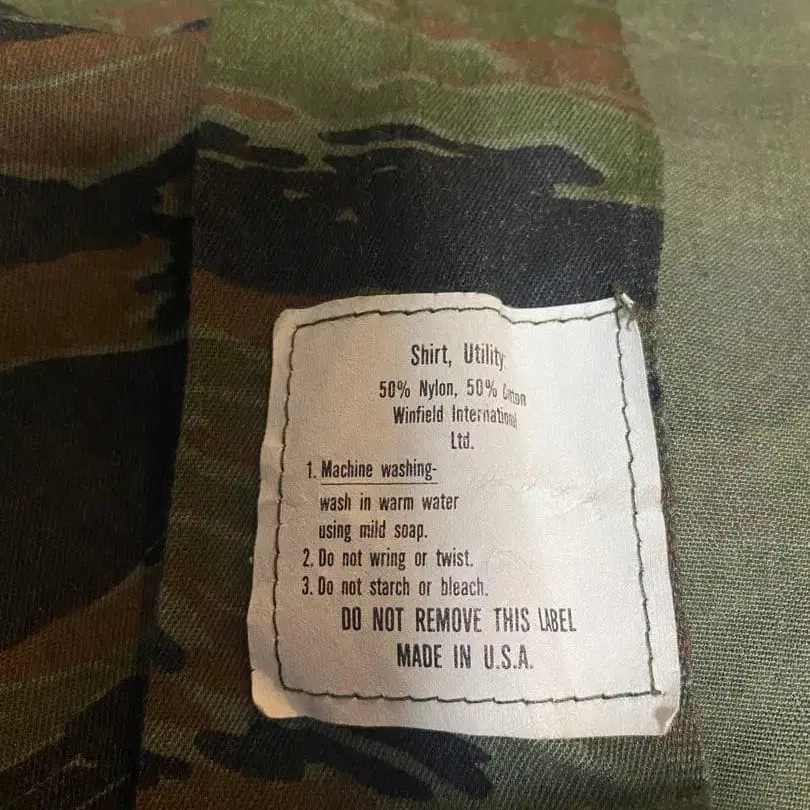 Shirt, Utility
50% Nylon, 50% Cotton
Winfield International
Ltd.
1. Machine washing-
wash in warm water
using mild soap.
2. Do not wring or twist.
3. Do not starch or bleach.
DO NOT REMOVE THIS LABEL
MADE IN U.S.A.